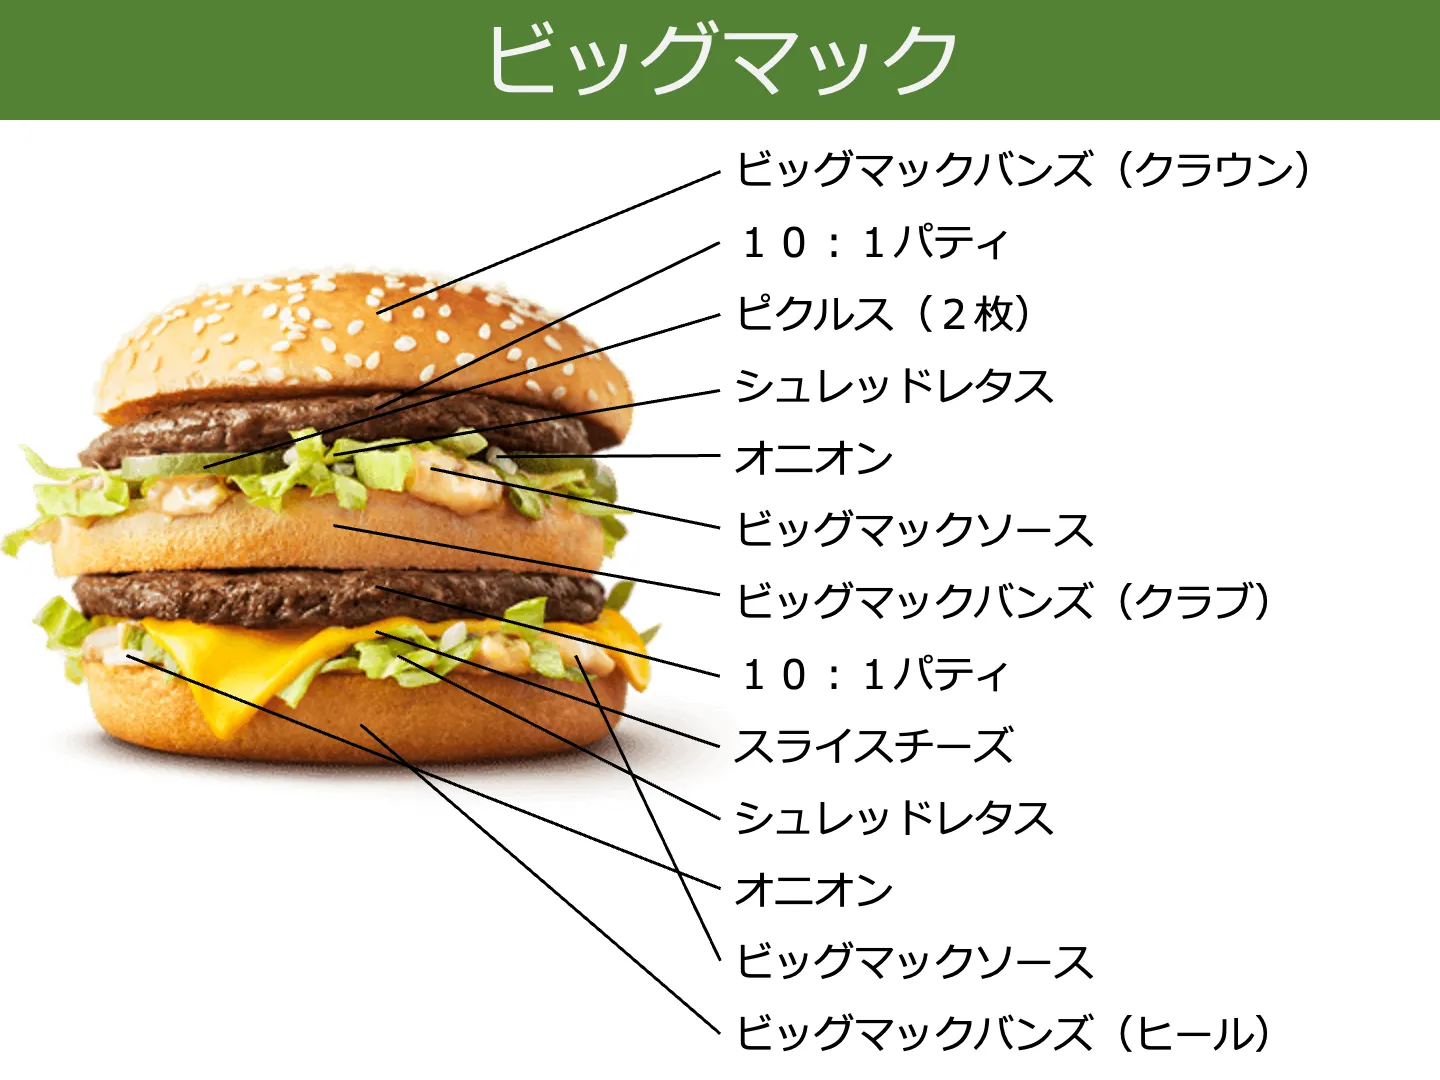 ビッグマック
ビッグマックバンズ（クラウン）
１０：１パティ
ピクルス（２枚）
シュレッドレタス
オニオン
ビッグマックソース
ビッグマックバンズ（クラブ）
１０：１パティ
スライスチーズ
シュレッドレタス
オニオン
ビッグマックソース
ビッグマックバンズ（ヒール）